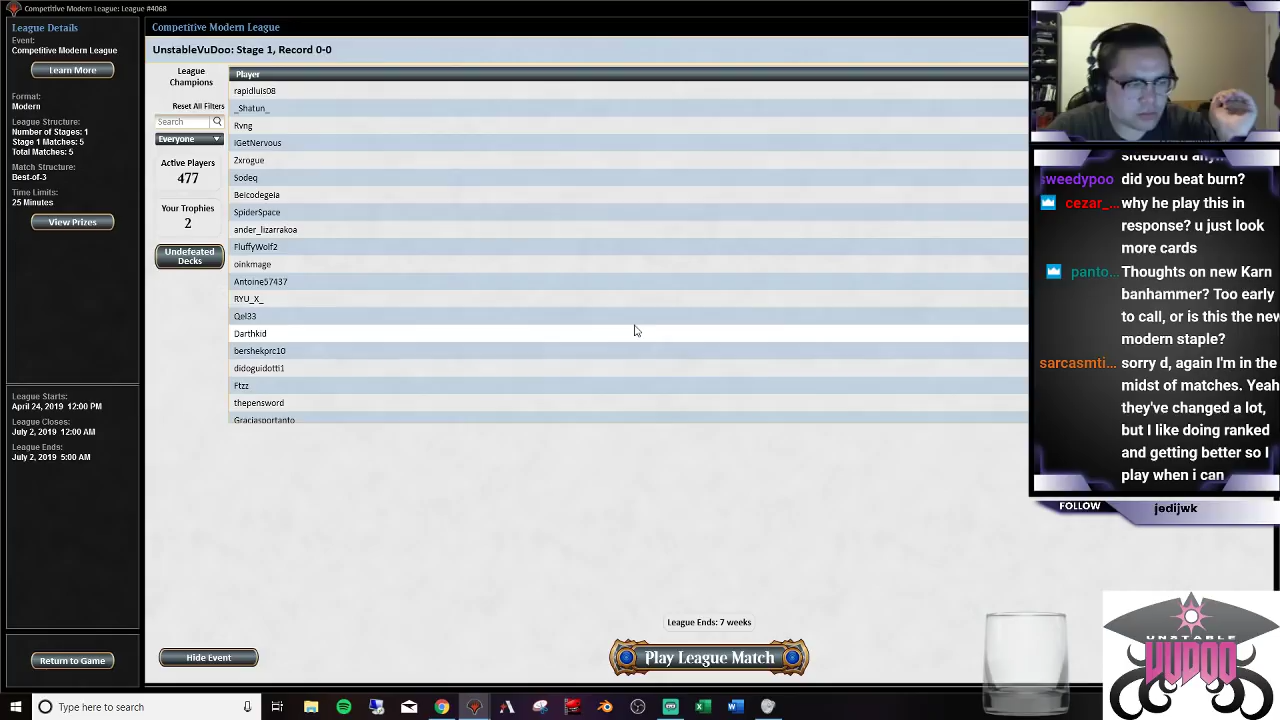 Competitive Modern League: League #4068
League Details
Event:
Competitive Modern League
Learn More
Format:
Modern
League Structure:
Number of Stages: 1
Stage 1 Matches: 5
Total Matches: 5
Match Structure:
Best-of-3
Time Limits:
25 Minutes
View Prizes
League Starts:
April 24, 2019 12:00 PM
League Closes:
July 2, 2019 12:00 AM
League Ends:
July 2, 2019 5:00 AM
Return to Game
Competitive Modern League
UnstableVuDoo: Stage 1, Record 0-0
League
Champions
Reset All Filters
Search
Everyone
Active Players
477
Your Trophies
2
Undefeated
Decks
Player
rapidluis08
_Shatun_
Rvng
IGetNervous
Zxrogue
Sodeq
Belcodegeia
SpiderSpace
ander_lizarrakoa
FluffyWolf2
oinkmage
Antoine57437
RYU_X_
Qel33
Darthkid
bershekprc10
didoguidotti1
Ftzz
thepensword
Graciasportanto
League Ends: 7 weeks
Hide Event
Play League Match
sideboard any...
sweedypoo did you beat burn?
cezar_... why he play this in
response? u just look
more cards
panto... Thoughts on new Karn
banhammer? Too early
to call, or is this the new
modern staple?
sarcasmti... sorry d, again I'm in the
midst of matches. Yeah
they've changed a lot,
but I like doing ranked
and getting better so I
play when i can
FOLLOW jedijwk
UNSTABLE
VUDOO
Type here to search